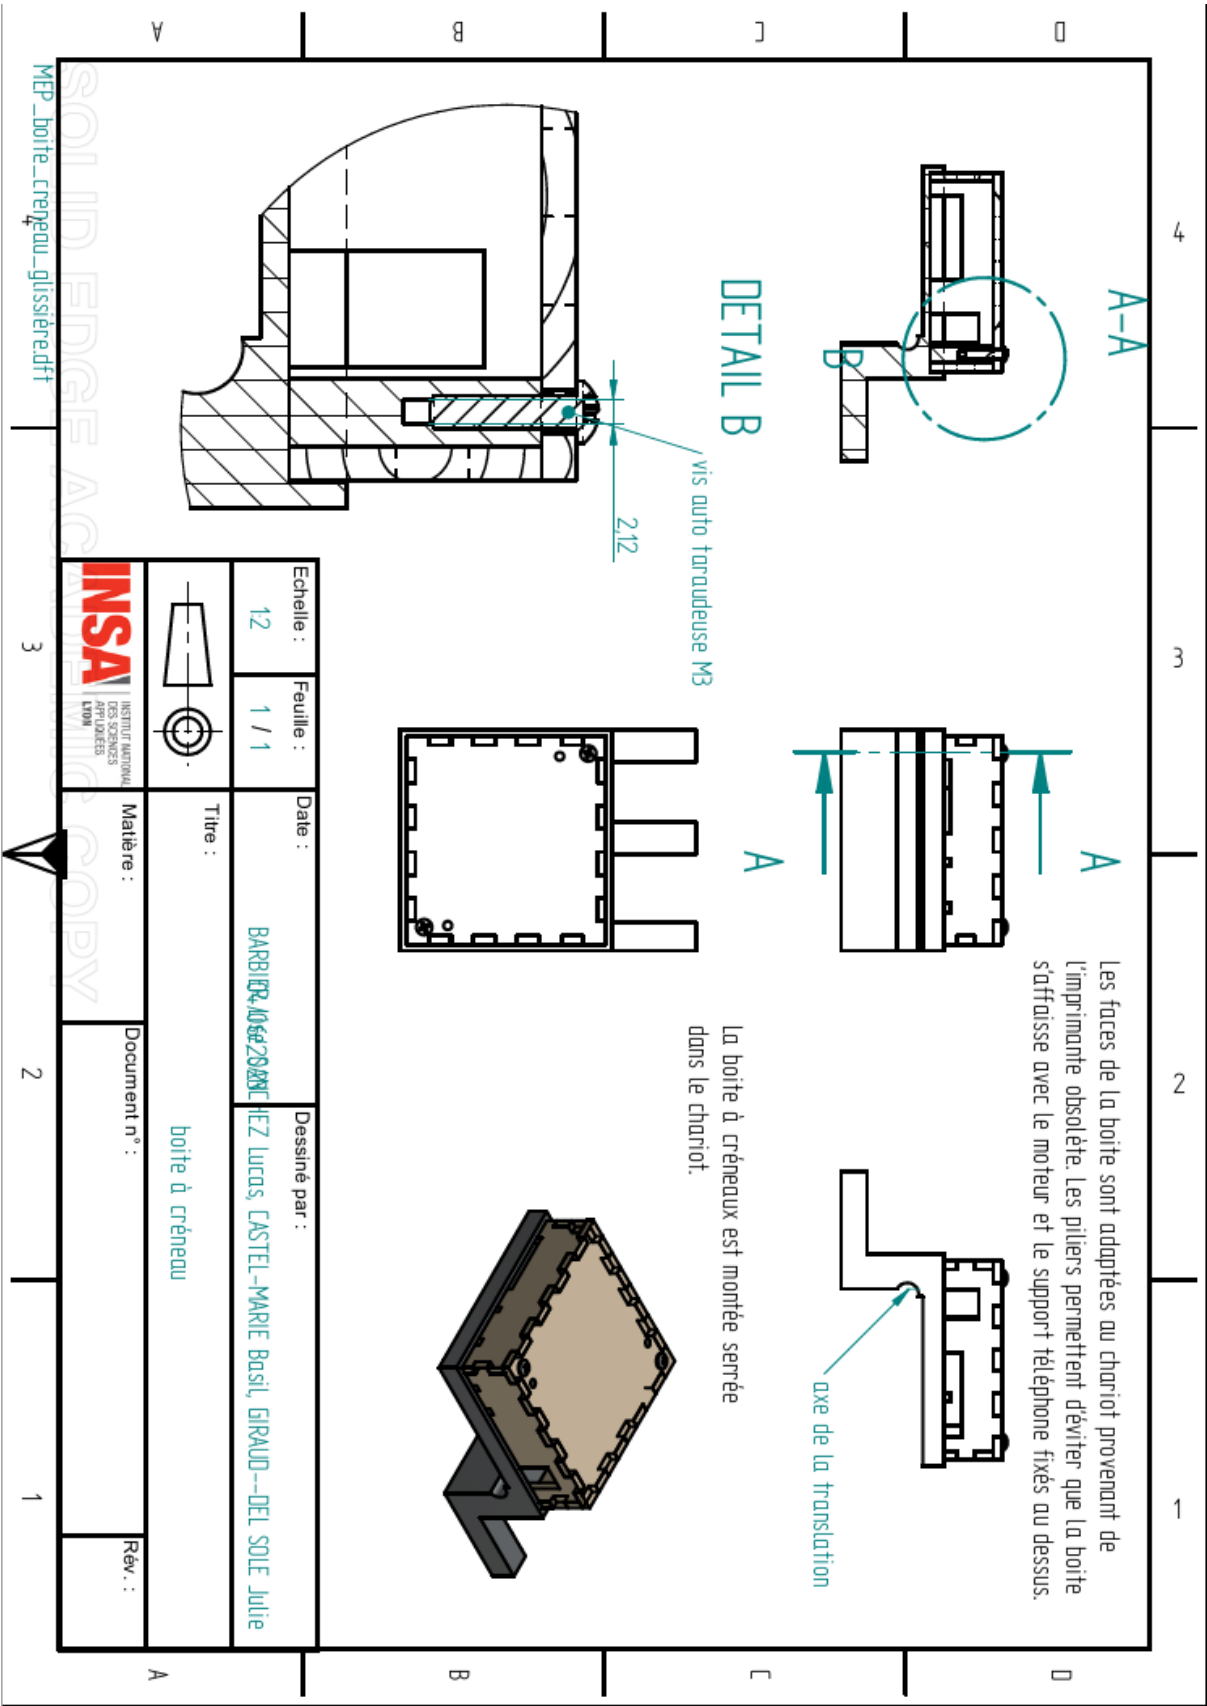 4
3
2
1
D
C
B
A
D
C
B
A
4
3
2
1
A-A
B
A
A
Les faces de la boite sont adaptées au chariot provenant de
l'imprimante obsolète. Les piliers permettent d'éviter que la boite
s'affaisse avec le moteur et le support téléphone fixés au dessus.
axe de la translation
DETAIL B
vis auto taraudeuse M3
2,12
La boite à créneaux est montée serrée
dans le chariot.
Echelle :
1:2
Feuille :
1 / 1
Date :
Dessiné par :
BARBIER
Lucas, CASTEL-MARIE Basil, GIRAUD--DEL SOLE Julie
Titre :
boite à créneau
INSA
INSTITUT NATIONAL
DES SCIENCES
APPLIQUÉES
LYON
Matière :
Document n° :
Rév. :
SOLID EDGE ACADEMIC COPY
MEP_boite_creneau_glissière.dft